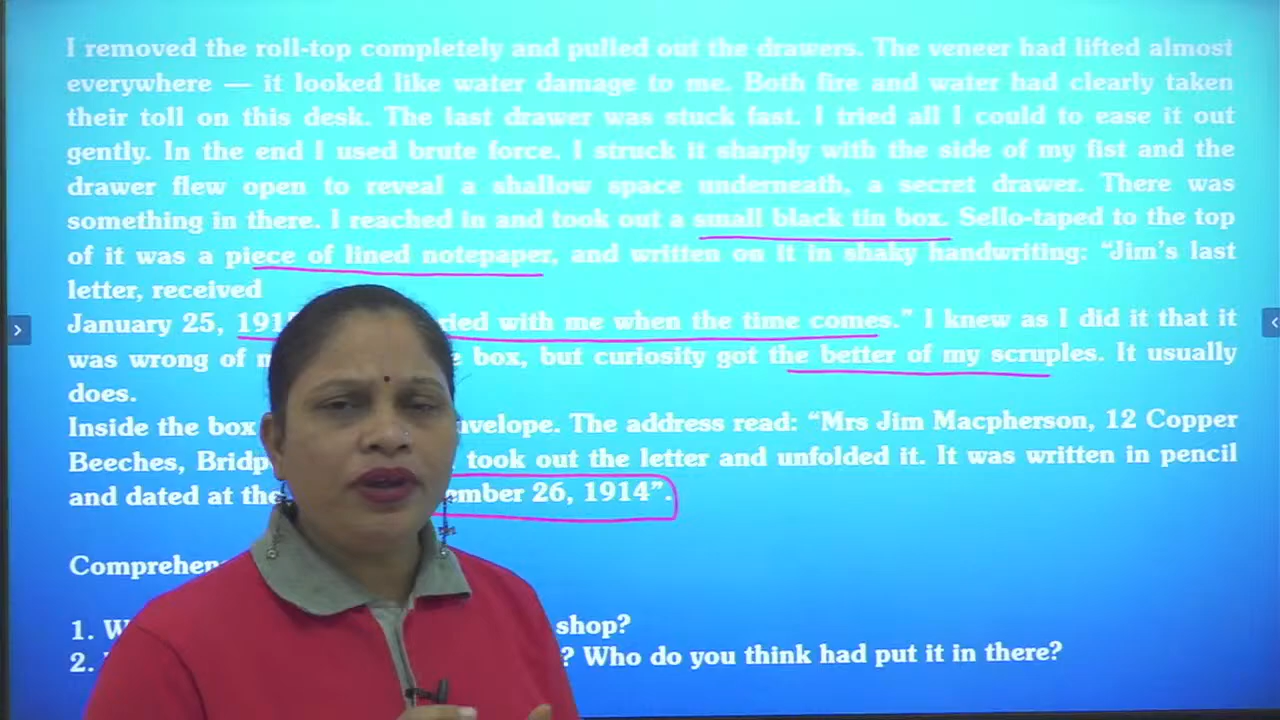 I removed the roll-top completely and pulled out the drawers. The veneer had lifted almost
everywhere — it looked like water damage to me. Both fire and water had clearly taken
their toll on this desk. The last drawer was stuck fast. I tried all I could to ease it out
gently. In the end I used brute force. I struck it sharply with the side of my fist and the
drawer flew open to reveal a shallow space underneath, a secret drawer. There was
something in there. I reached in and took out a small black tin box. Sello-taped to the top
of it was a piece of lined notepaper, and written on it in shaky handwriting: “Jim’s last
letter, received
January 25, with me when the time comes.” I knew as I did it that it
was wrong of box, but curiosity got the better of my scruples. It usually
does.
Inside the box The address read: “Mrs Jim Macpherson, 12 Copper
Beeches, took out the letter and unfolded it. It was written in pencil
and dated at the 26, 1914”.
1. shop?
2. ? Who do you think had put it in there?